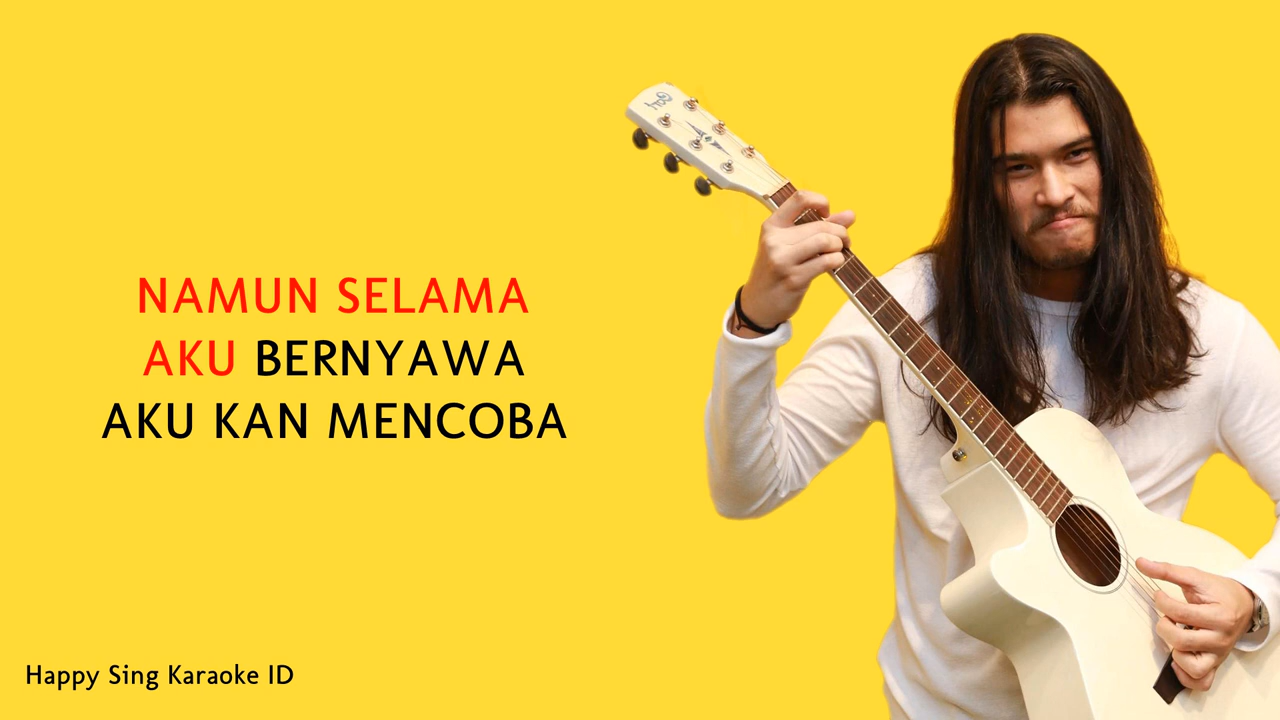 NAMUN SELAMA
AKU BERNYAWA
AKU KAN MENCOBA
Happy Sing Karaoke ID